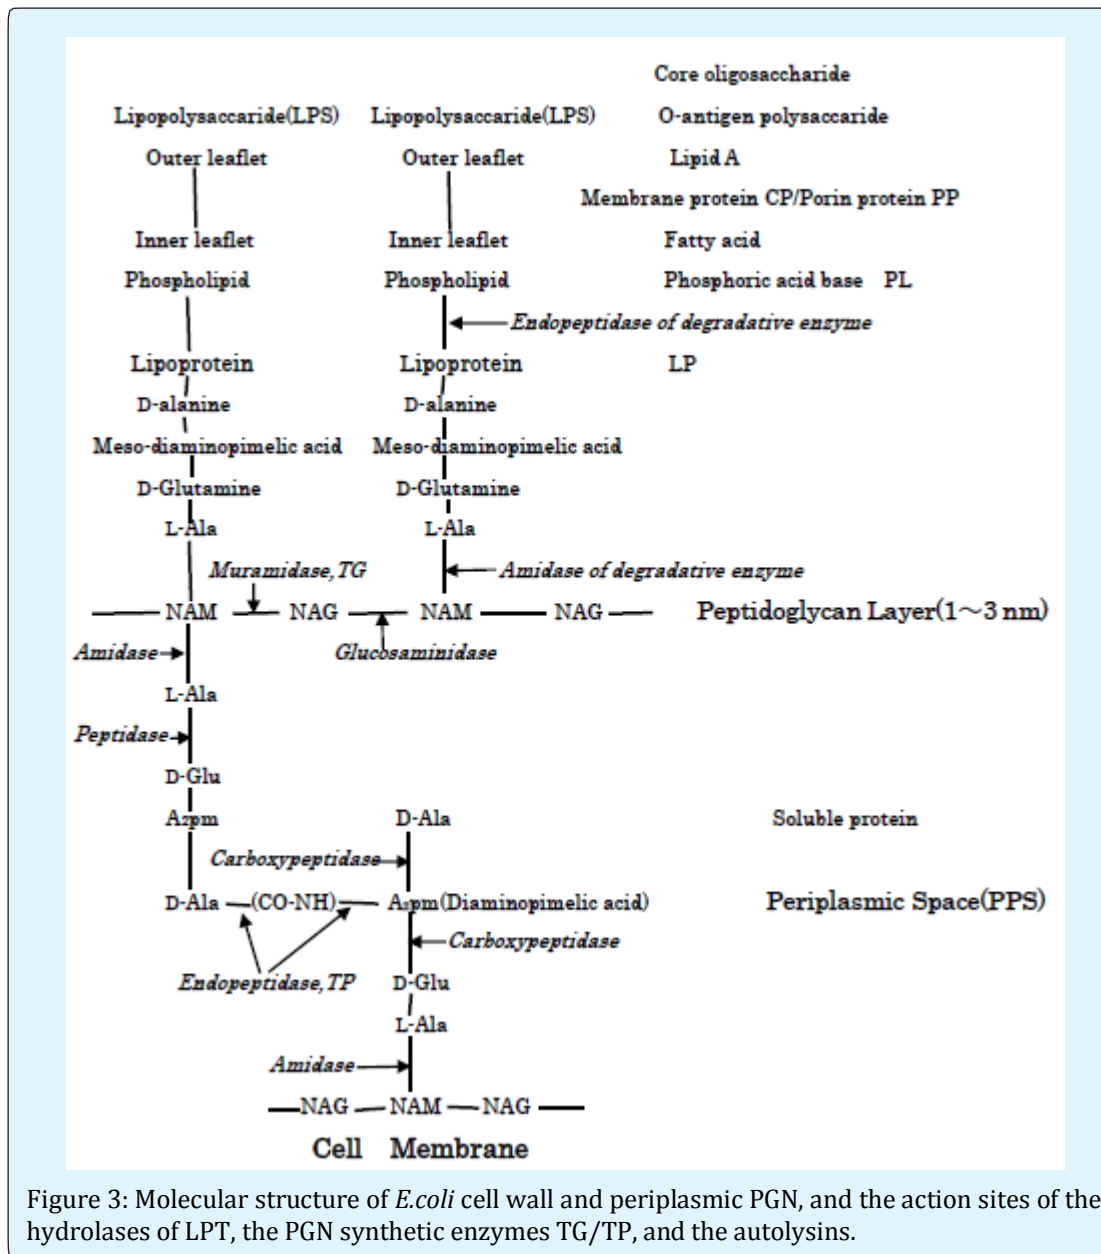 Core oligosaccharide
Lipopolysaccaride(LPS) Lipopolysaccaride(LPS) O-antigen polysaccaride
Outer leaflet Outer leaflet Lipid A
Membrane protein CP/Porin protein PP
Inner leaflet Inner leaflet Fatty acid
Phospholipid Phospholipid Phosphoric acid base PL
Endopeptidase of degradative enzyme
Lipoprotein Lipoprotein LP
D-alanine D-alanine
Meso-diaminopimelic acid Meso-diaminopimelic acid
D-Glutamine D-Glutamine
L-Ala L-Ala
Muramidase,TG Amidase of degradative enzyme
NAM NAG NAM NAG Peptidoglycan Layer(1～3 nm)
Amidase Glucosaminidase
L-Ala
Peptidase
D-Glu
A₂pm D-Ala Soluble protein
Carboxypeptidase
D-Ala (CO-NH) A₂pm(Diaminopimelic acid) Periplasmic Space(PPS)
Carboxypeptidase
Endopeptidase,TP D-Glu
L-Ala
Amidase
NAG NAM NAG
Cell Membrane
Figure 3: Molecular structure of E.coli cell wall and periplasmic PGN, and the action sites of the
hydrolases of LPT, the PGN synthetic enzymes TG/TP, and the autolysins.